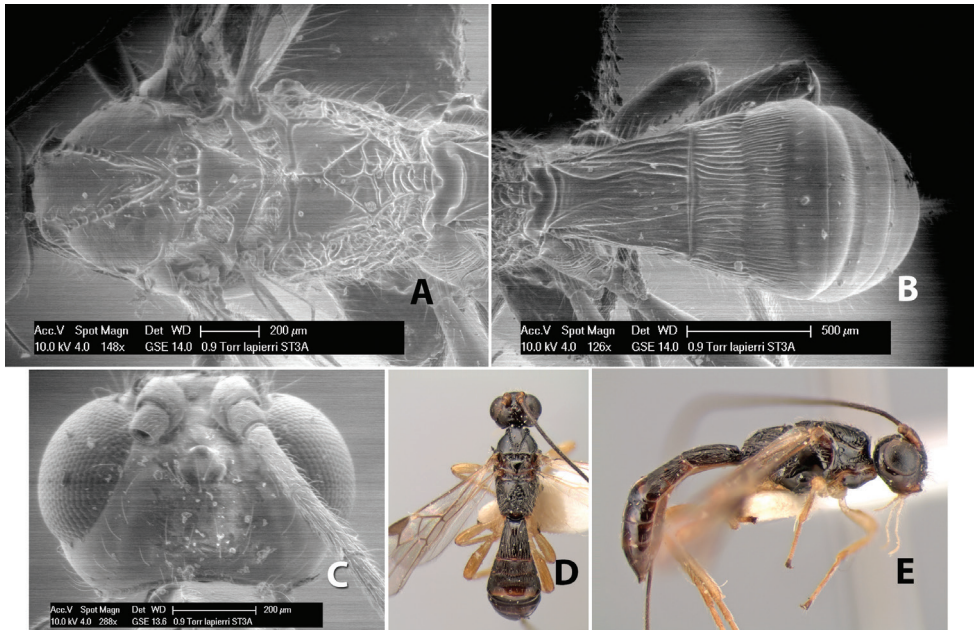 A
Acc.V Spot Magn Det WD 200 µm
10.0 kV 4.0 148x GSE 14.0 0.9 Torr lapierri ST3A
B
Acc.V Spot Magn Det WD 500 µm
10.0 kV 4.0 126x GSE 14.0 0.9 Torr lapierri ST3A
C
Acc.V Spot Magn Det WD 200 µm
10.0 kV 4.0 288x GSE 13.6 0.9 Torr lapierri ST3A
D
E